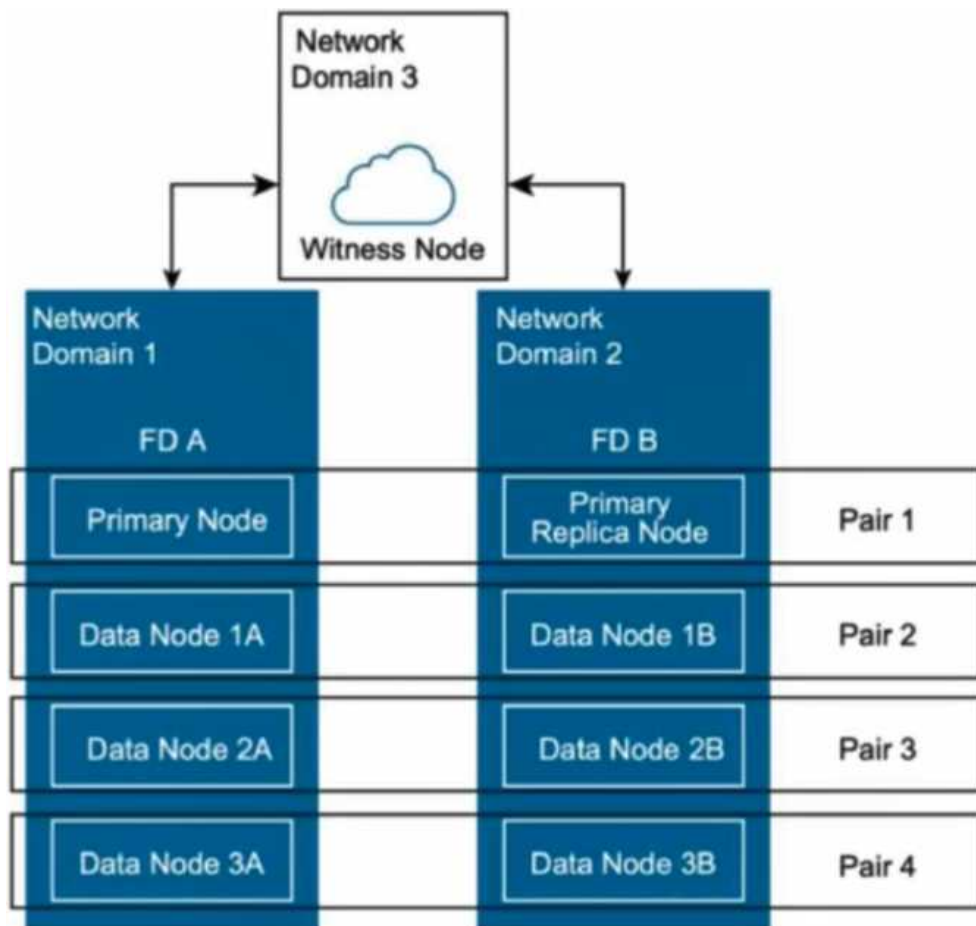 Network
Domain 3
Witness Node
Network
Domain 1
Network
Domain 2
FD A
FD B
Primary Node
Primary
Replica Node
Pair 1
Data Node 1A
Data Node 1B
Pair 2
Data Node 2A
Data Node 2B
Pair 3
Data Node 3A
Data Node 3B
Pair 4